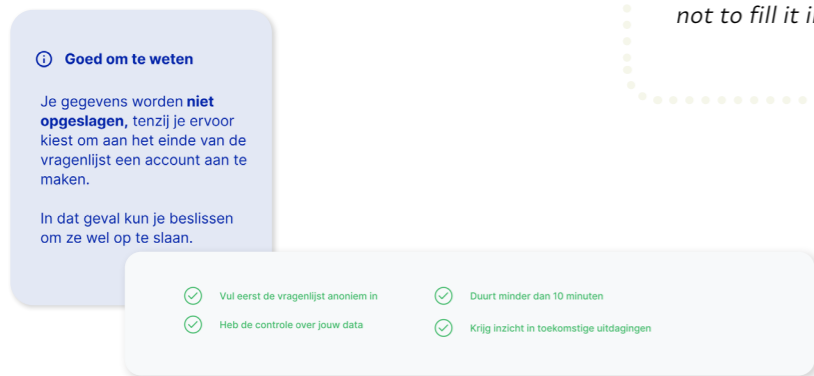 not to fill it in
Goed om te weten
Je gegevens worden niet
opgeslagen, tenzij je ervoor
kiest om aan het einde van de
vragenlijst een account aan te
maken.
In dat geval kun je beslissen
om ze wel op te slaan.
Vul eerst de vragenlijst anoniem in
Duurt minder dan 10 minuten
Heb de controle over jouw data
Krijg inzicht in toekomstige uitdagingen